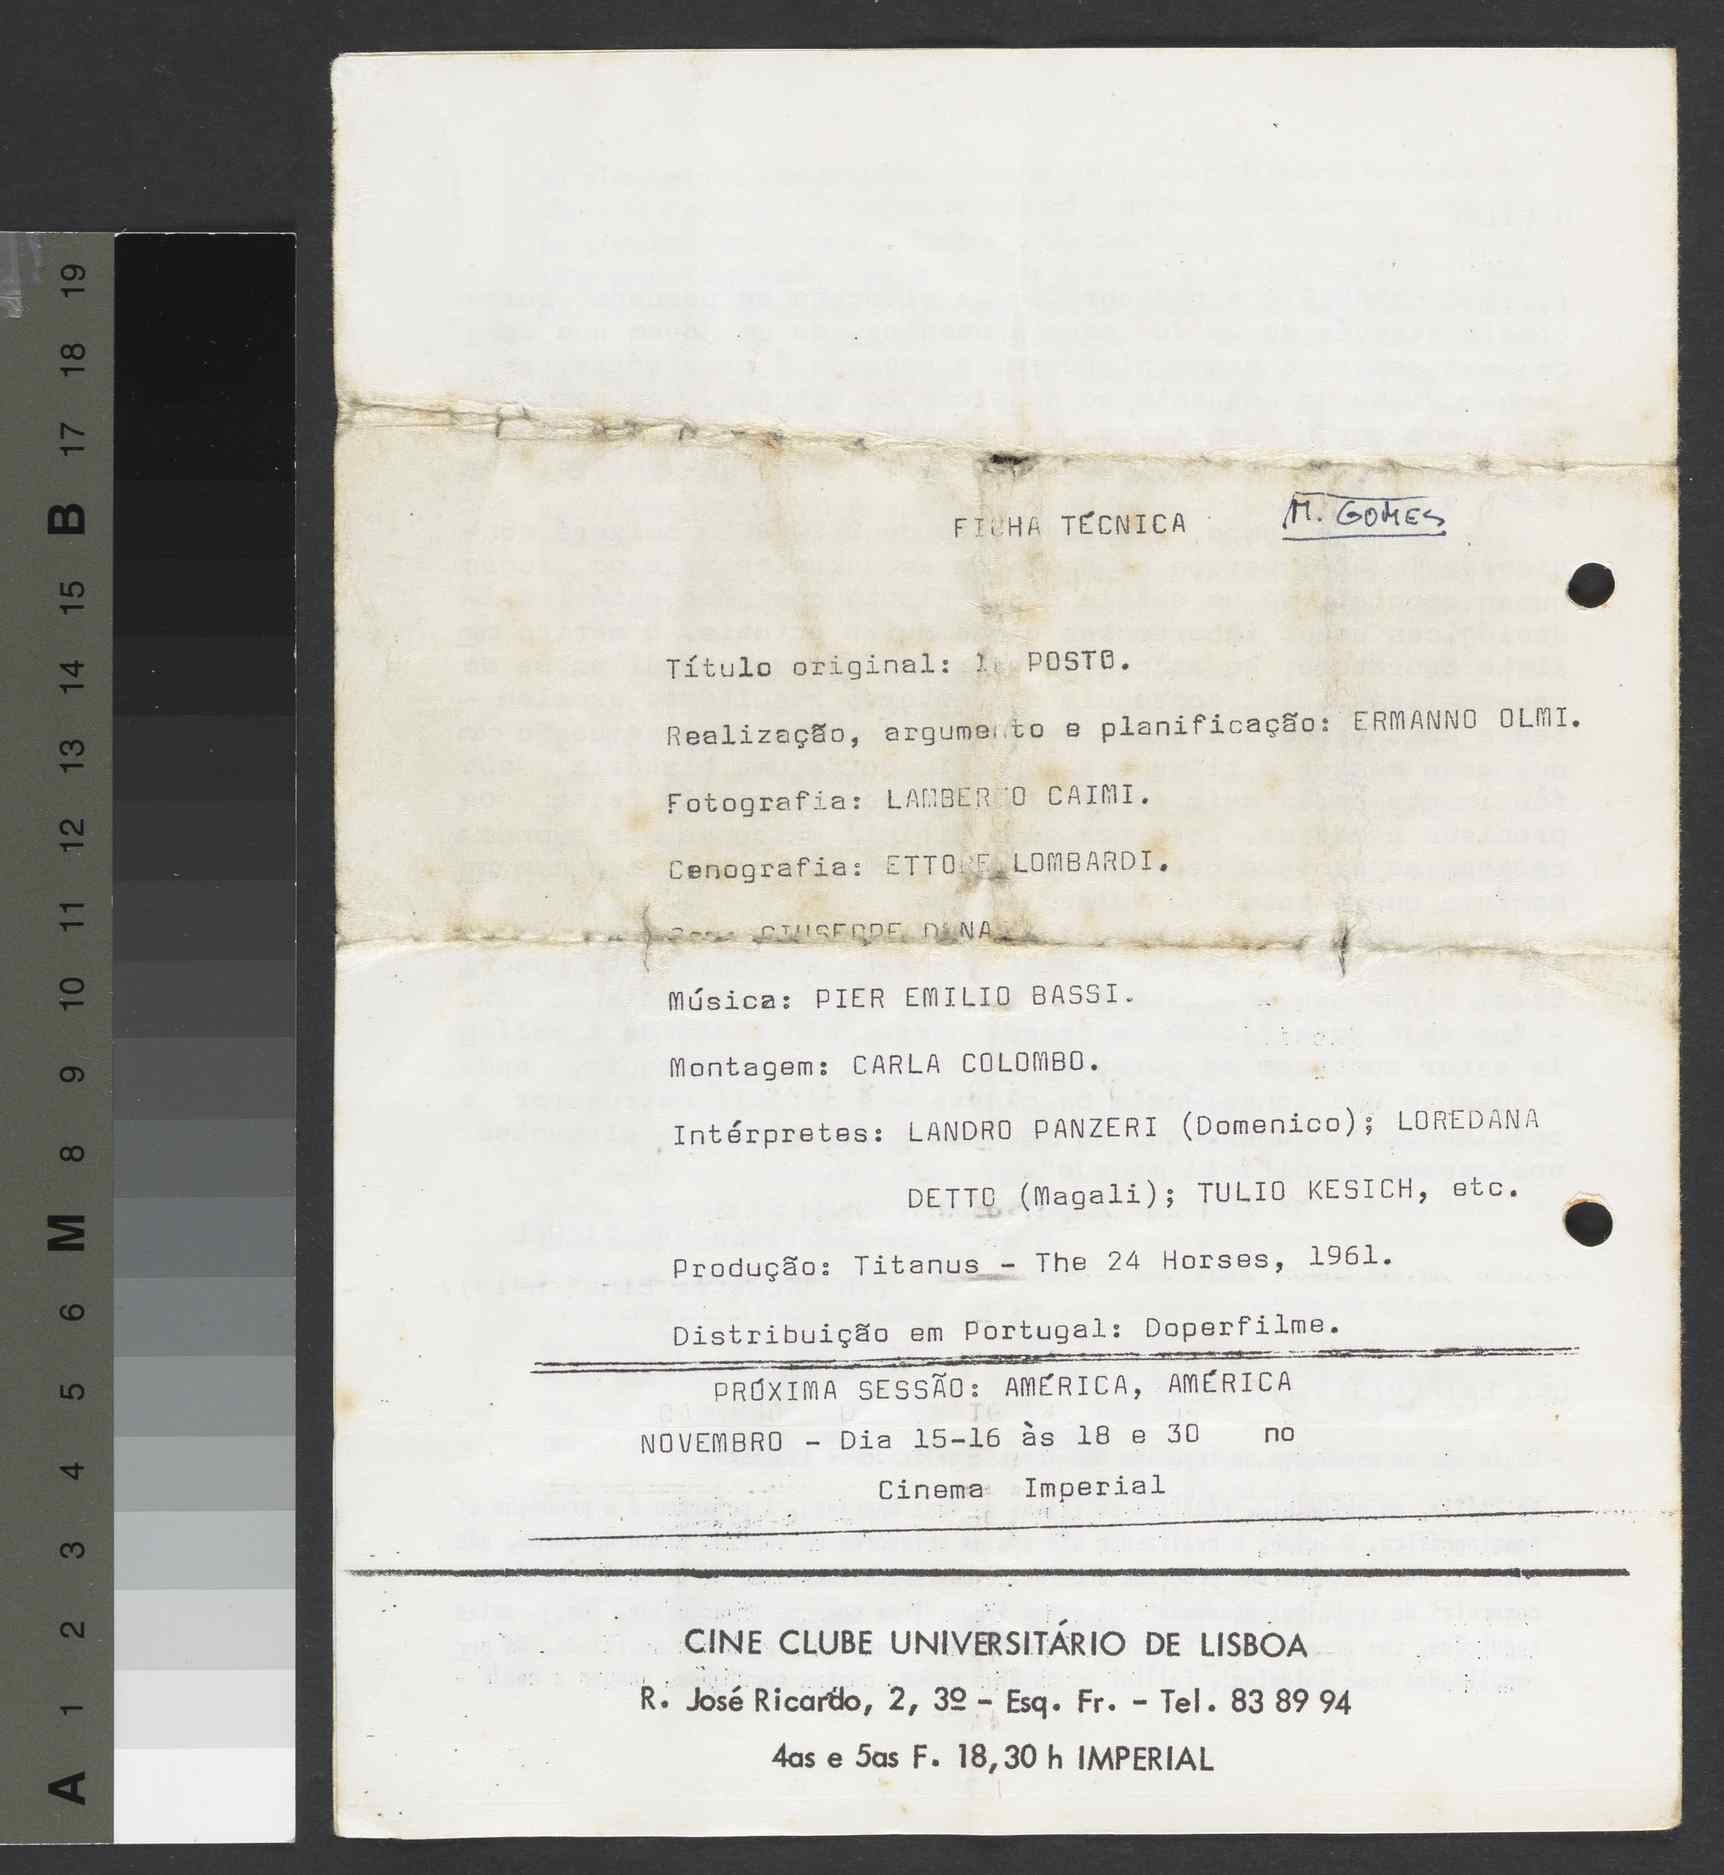 M. GOMES
FICHA TÉCNICA
Título original: IL POSTO.
Realização, argumento e planificação: ERMANNO OLMI.
Fotografia: LAMBERTO CAIMI.
Cenografia: ETTORE LOMBARDI.
GIUSEPPE DONA
Música: PIER EMILIO BASSI.
Montagem: CARLA COLOMBO.
Intérpretes: LANDRO PANZERI (Domenico); LOREDANA
DETTO (Magali); TULIO KESICH, etc.
Produção: Titanus - The 24 Horses, 1961.
Distribuição em Portugal: Doperfilme.
PRÓXIMA SESSÃO: AMÉRICA, AMÉRICA
NOVEMBRO - Dia 15-16 às 18 e 30 no
Cinema Imperial
CINE CLUBE UNIVERSITÁRIO DE LISBOA
R. José Ricardo, 2, 3º - Esq. Fr. - Tel. 83 89 94
4as e 5as F. 18,30 h IMPERIAL
A 1 2 3 4 5 6 M 8 9 10 11 12 13 14 15 B 17 18 19